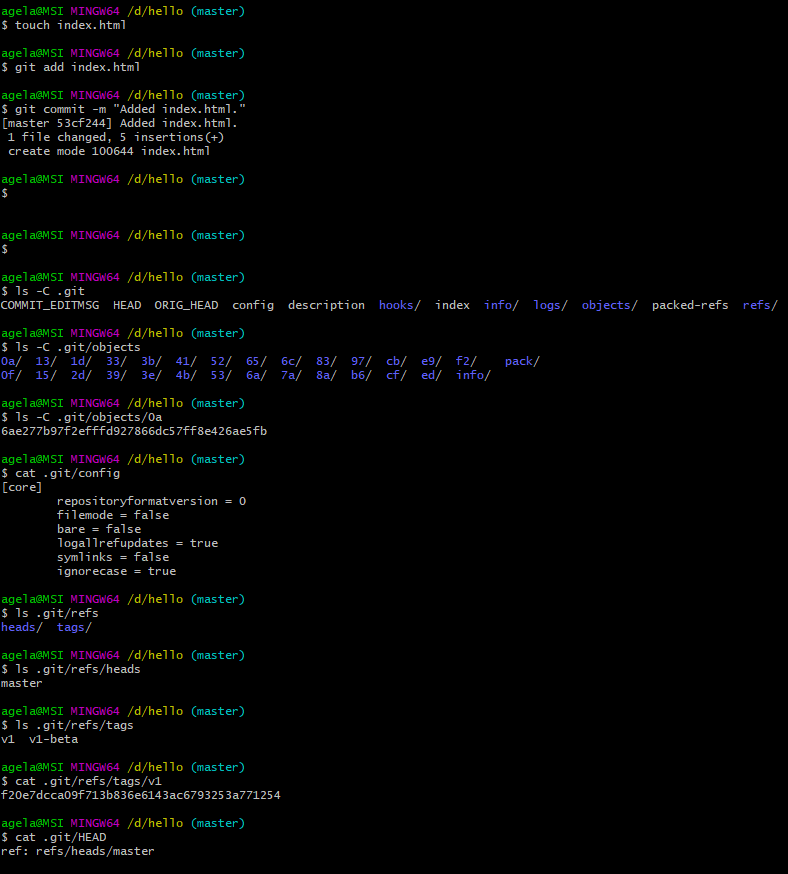 agela@MSI MINGW64 /d/hello (master)
$ touch index.html

agela@MSI MINGW64 /d/hello (master)
$ git add index.html

agela@MSI MINGW64 /d/hello (master)
$ git commit -m "Added index.html."
[master 53cf244] Added index.html.
 1 file changed, 5 insertions(+)
 create mode 100644 index.html

agela@MSI MINGW64 /d/hello (master)
$

agela@MSI MINGW64 /d/hello (master)
$

agela@MSI MINGW64 /d/hello (master)
$ ls -C .git
COMMIT_EDITMSG  HEAD  ORIG_HEAD  config  description  hooks/  index  info/  logs/  objects/  packed-refs  refs/

agela@MSI MINGW64 /d/hello (master)
$ ls -C .git/objects
0a/  13/  1d/  33/  3b/  41/  52/  65/  6c/  83/  97/  cb/  e9/  f2/    pack/
0f/  15/  2d/  39/  3e/  4b/  53/  6a/  7a/  8a/  b6/  cf/  ed/  info/

agela@MSI MINGW64 /d/hello (master)
$ ls -C .git/objects/0a
6ae277b97f2efffd927866dc57ff8e426ae5fb

agela@MSI MINGW64 /d/hello (master)
$ cat .git/config
[core]
        repositoryformatversion = 0
        filemode = false
        bare = false
        logallrefupdates = true
        symlinks = false
        ignorecase = true

agela@MSI MINGW64 /d/hello (master)
$ ls .git/refs
heads/  tags/

agela@MSI MINGW64 /d/hello (master)
$ ls .git/refs/heads
master

agela@MSI MINGW64 /d/hello (master)
$ ls .git/refs/tags
v1  v1-beta

agela@MSI MINGW64 /d/hello (master)
$ cat .git/refs/tags/v1
f20e7dcca09f713b836e6143ac6793253a771254

agela@MSI MINGW64 /d/hello (master)
$ cat .git/HEAD
ref: refs/heads/master